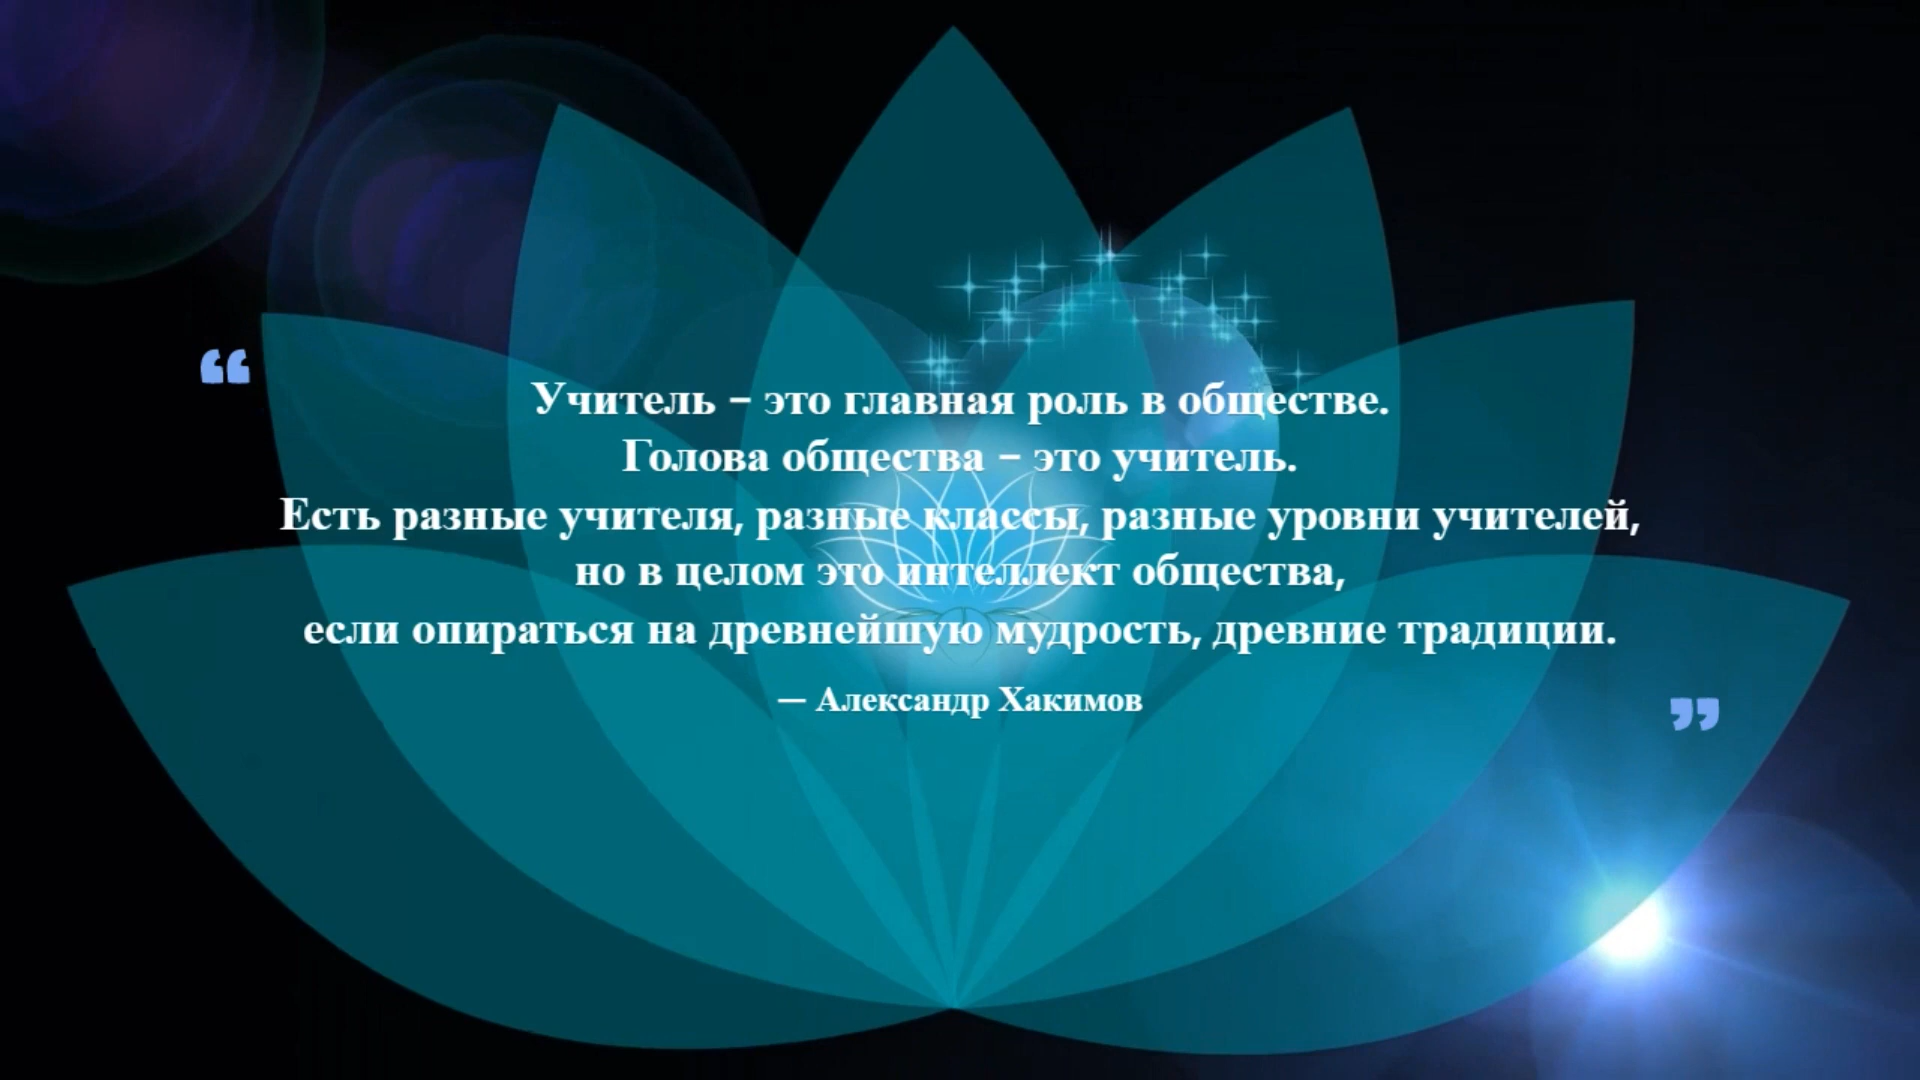 “
Учитель – это главная роль в обществе.
Голова общества – это учитель.
Есть разные учителя, разные классы, разные уровни учителей,
но в целом это интеллект общества,
если опираться на древнейшую мудрость, древние традиции.
— Александр Хакимов
”